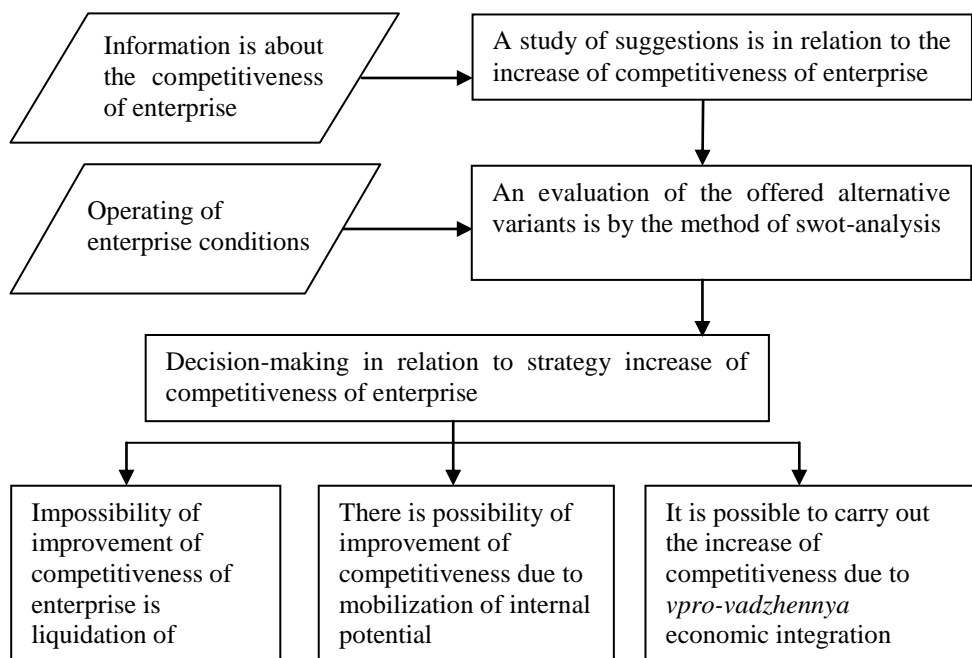 Information is about
the competitiveness
of enterprise
A study of suggestions is in relation to the
increase of competitiveness of enterprise
Operating of
enterprise conditions
An evaluation of the offered alternative
variants is by the method of swot-analysis
Decision-making in relation to strategy increase of
competitiveness of enterprise
Impossibility of
improvement of
competitiveness of
enterprise is
liquidation of
There is possibility of
improvement of
competitiveness due to
mobilization of internal
potential
It is possible to carry out
the increase of
competitiveness due to
vpro-vadzhennya
economic integration